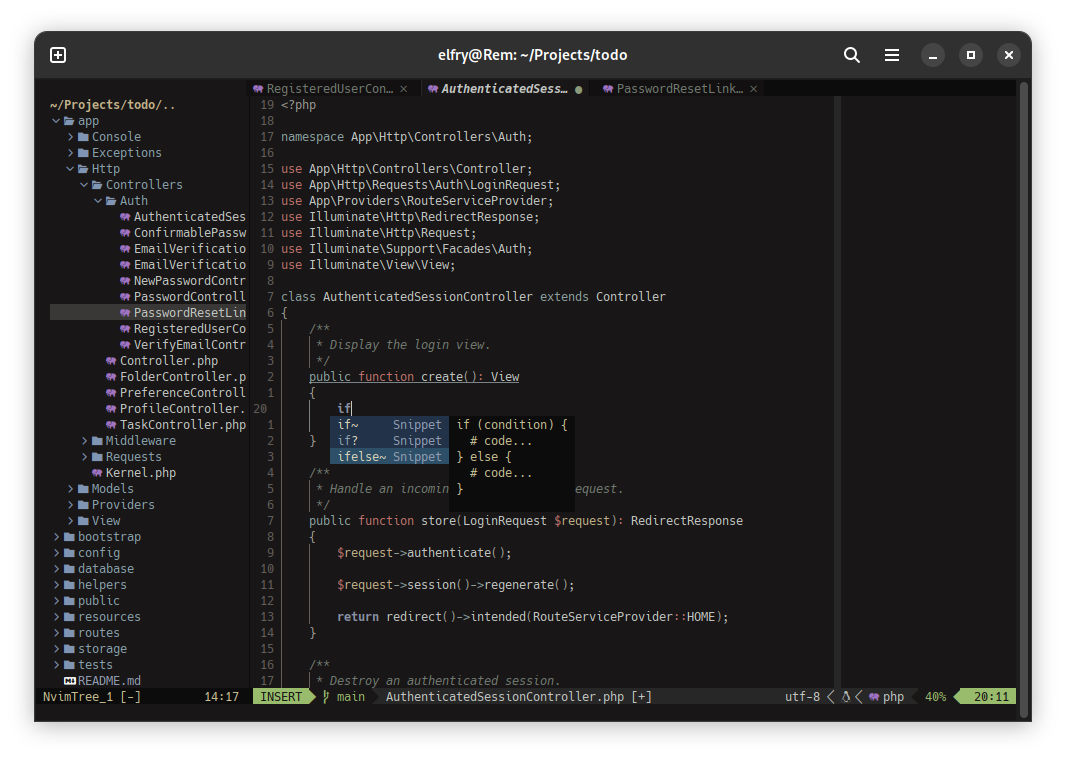 elfry@Rem: ~/Projects/todo
RegisteredUserCon… ×
AuthenticatedSess… ●
PasswordResetLink… ×
~/Projects/todo/..
app
Console
Exceptions
Http
Controllers
Auth
AuthenticatedSes
ConfirmablePassw
EmailVerificatio
EmailVerificatio
NewPasswordContr
PasswordControll
PasswordResetLin
RegisteredUserCo
VerifyEmailContr
Controller.php
FolderController.p
PreferenceControll
ProfileController.
TaskController.php
Middleware
Requests
Kernel.php
Models
Providers
View
bootstrap
config
database
helpers
public
resources
routes
storage
tests
README.md
19 <?php
18
17 namespace App\Http\Controllers\Auth;
16
15 use App\Http\Controllers\Controller;
14 use App\Http\Requests\Auth\LoginRequest;
13 use App\Providers\RouteServiceProvider;
12 use Illuminate\Http\RedirectResponse;
11 use Illuminate\Http\Request;
10 use Illuminate\Support\Facades\Auth;
9 use Illuminate\View\View;
8
7 class AuthenticatedSessionController extends Controller
6 {
5 /**
4 * Display the login view.
3 */
2 public function create(): View
1 {
20 if
1 if~ Snippet if (condition) {
2 } if? Snippet # code...
3 ifelse~ Snippet } else {
4 /** # code...
5 * Handle an incomin } equest.
6 */
7 public function store(LoginRequest $request): RedirectResponse
8 {
9 $request->authenticate();
10
11 $request->session()->regenerate();
12
13 return redirect()->intended(RouteServiceProvider::HOME);
14 }
15
16 /**
17 * Destroy an authenticated session.
NvimTree_1 [-] 14:17
INSERT main AuthenticatedSessionController.php [+] utf-8 php 40% 20:11